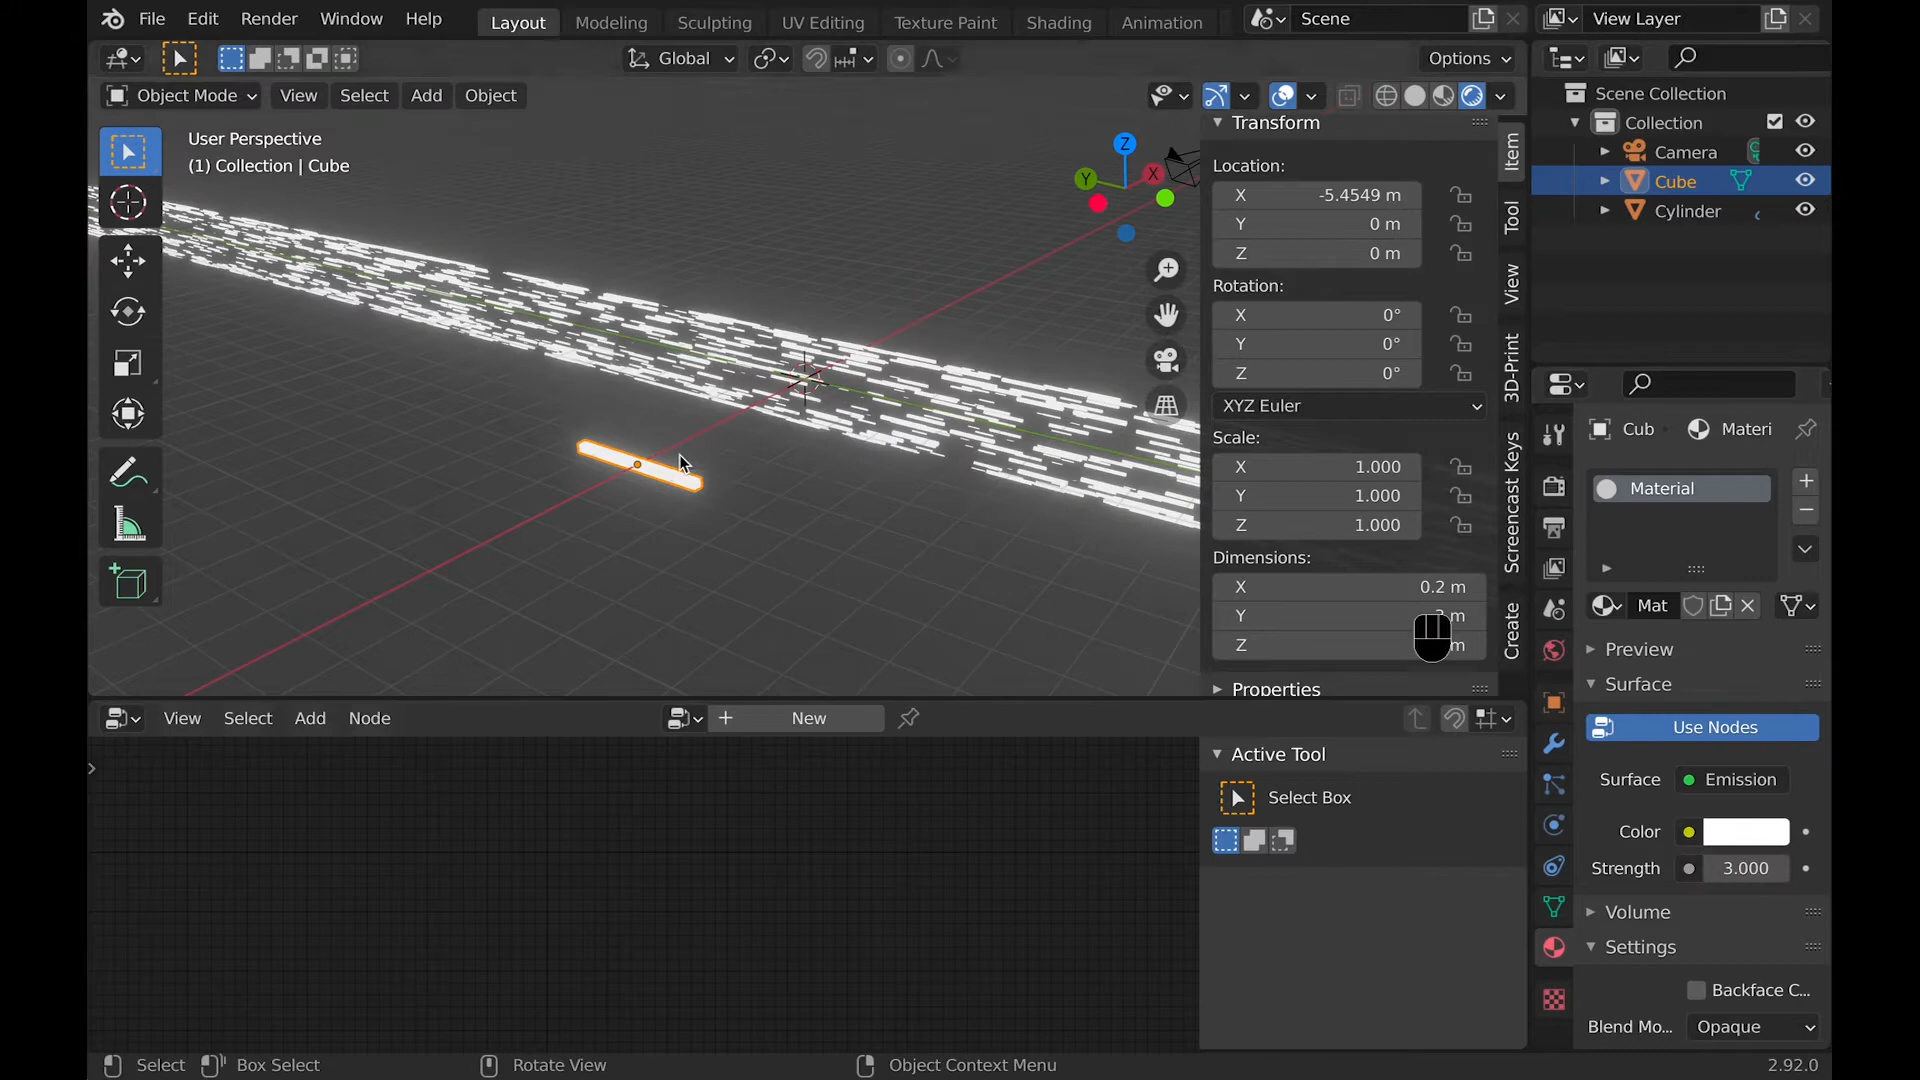 File Edit Render Window Help
Layout Modeling Sculpting UV Editing Texture Paint Shading Animation
Scene
View Layer
Global
Options
Object Mode View Select Add Object
User Perspective
(1) Collection | Cube
Z
Y
X
Transform
Location:
X -5.4549 m
Y 0 m
Z 0 m
Rotation:
X 0°
Y 0°
Z 0°
XYZ Euler
Scale:
X 1.000
Y 1.000
Z 1.000
Dimensions:
X 0.2 m
Y m
Z m
Properties
Item
Tool
View
3D-Print
Screencast Keys
Create
Scene Collection
Collection
Camera
Cube
Cylinder
Cub
Materi
Material
Mat
Preview
Surface
Use Nodes
Surface Emission
Color
Strength 3.000
Volume
Settings
Backface C...
Blend Mo... Opaque
View Select Add Node
New
Active Tool
Select Box
Select
Box Select
Rotate View
Object Context Menu
2.92.0